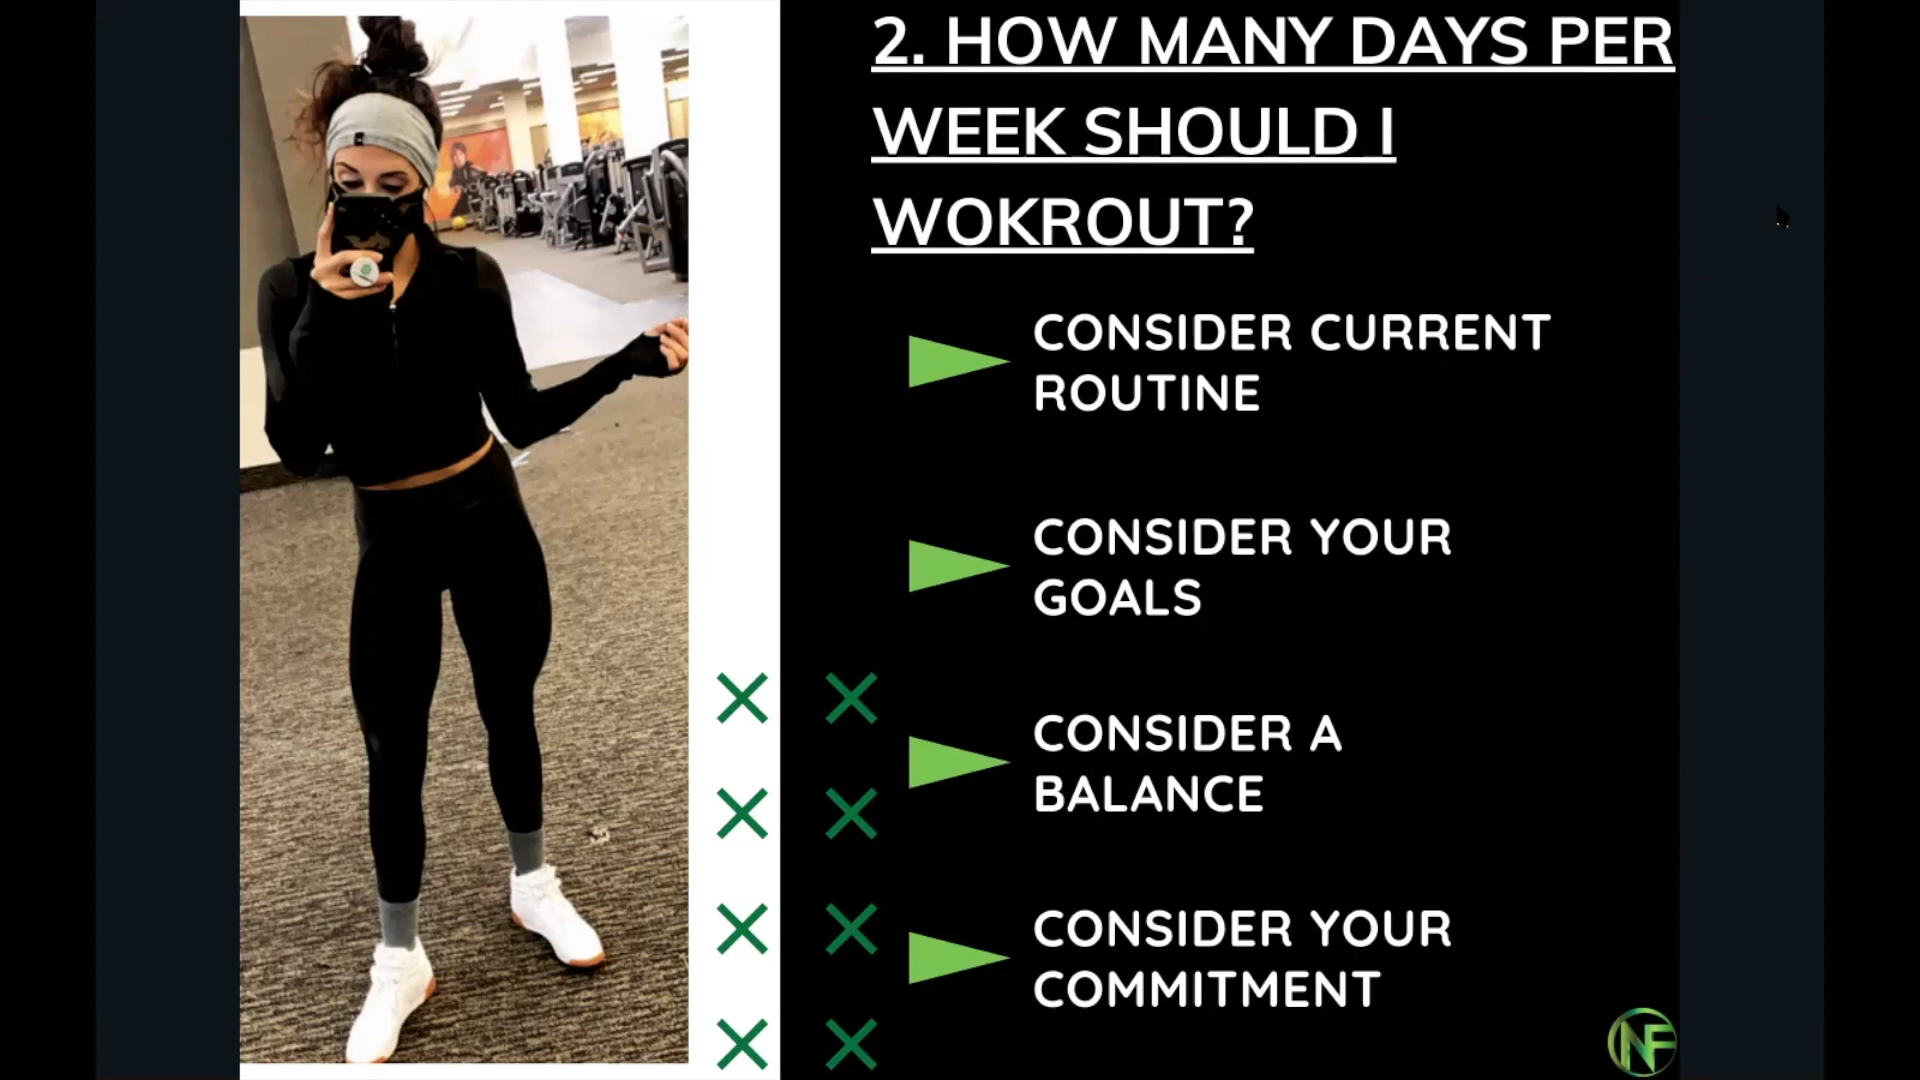 2. HOW MANY DAYS PER
WEEK SHOULD I
WOKROUT?
CONSIDER CURRENT
ROUTINE
CONSIDER YOUR
GOALS
CONSIDER A
BALANCE
CONSIDER YOUR
COMMITMENT
NF